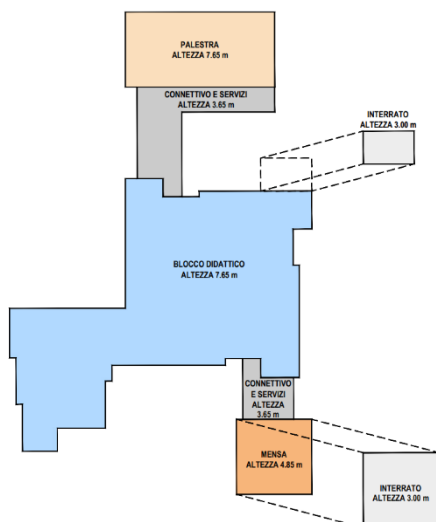 PALESTRA
ALTEZZA 7.65 m
CONNETTIVO E SERVIZI
ALTEZZA 3.65 m
INTERRATO
ALTEZZA 3.00 m
BLOCCO DIDATTICO
ALTEZZA 7.65 m
CONNETTIVO
E SERVIZI
ALTEZZA
3.65 m
MENSA
ALTEZZA 4.85 m
INTERRATO
ALTEZZA 3.00 m